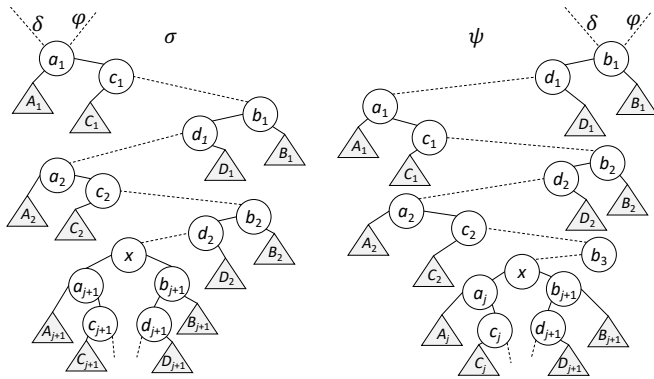 δ φ σ
a₁
c₁
A₁
C₁ b₁
d₁
D₁ B₁
a₂
c₂
A₂ b₂
C₂ d₂
x B₂
D₂
aⱼ₊₁ bⱼ₊₁
cⱼ₊₁ dⱼ₊₁ Bⱼ₊₁
Aⱼ₊₁
Cⱼ₊₁ Dⱼ₊₁
ψ δ φ
b₁
d₁
a₁ D₁ B₁
c₁
A₁ b₂
C₁ d₂
a₂ B₂
c₂ D₂
A₂ b₃
C₂ x
aⱼ bⱼ₊₁
cⱼ dⱼ₊₁
Aⱼ Bⱼ₊₁
Cⱼ Dⱼ₊₁